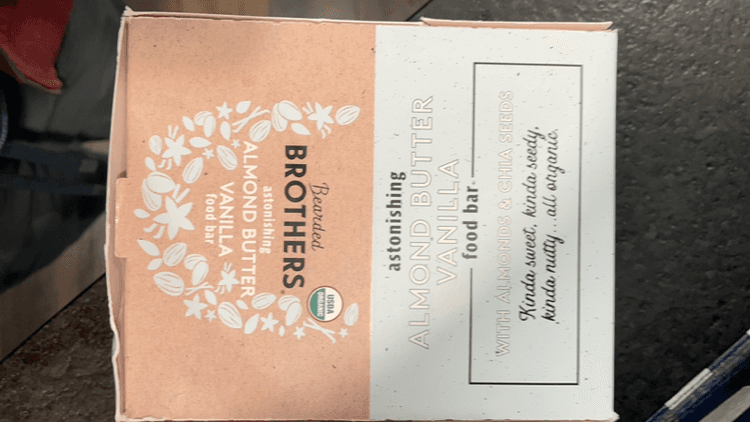 Bearded
BROTHERS
astonishing
ALMOND BUTTER
VANILLA
food bar
USDA
ORGANIC
astonishing
ALMOND BUTTER
VANILLA
food bar
WITH ALMONDS & CHIA SEEDS
Kinda sweet, kinda seedy,
kinda nutty...all organic.